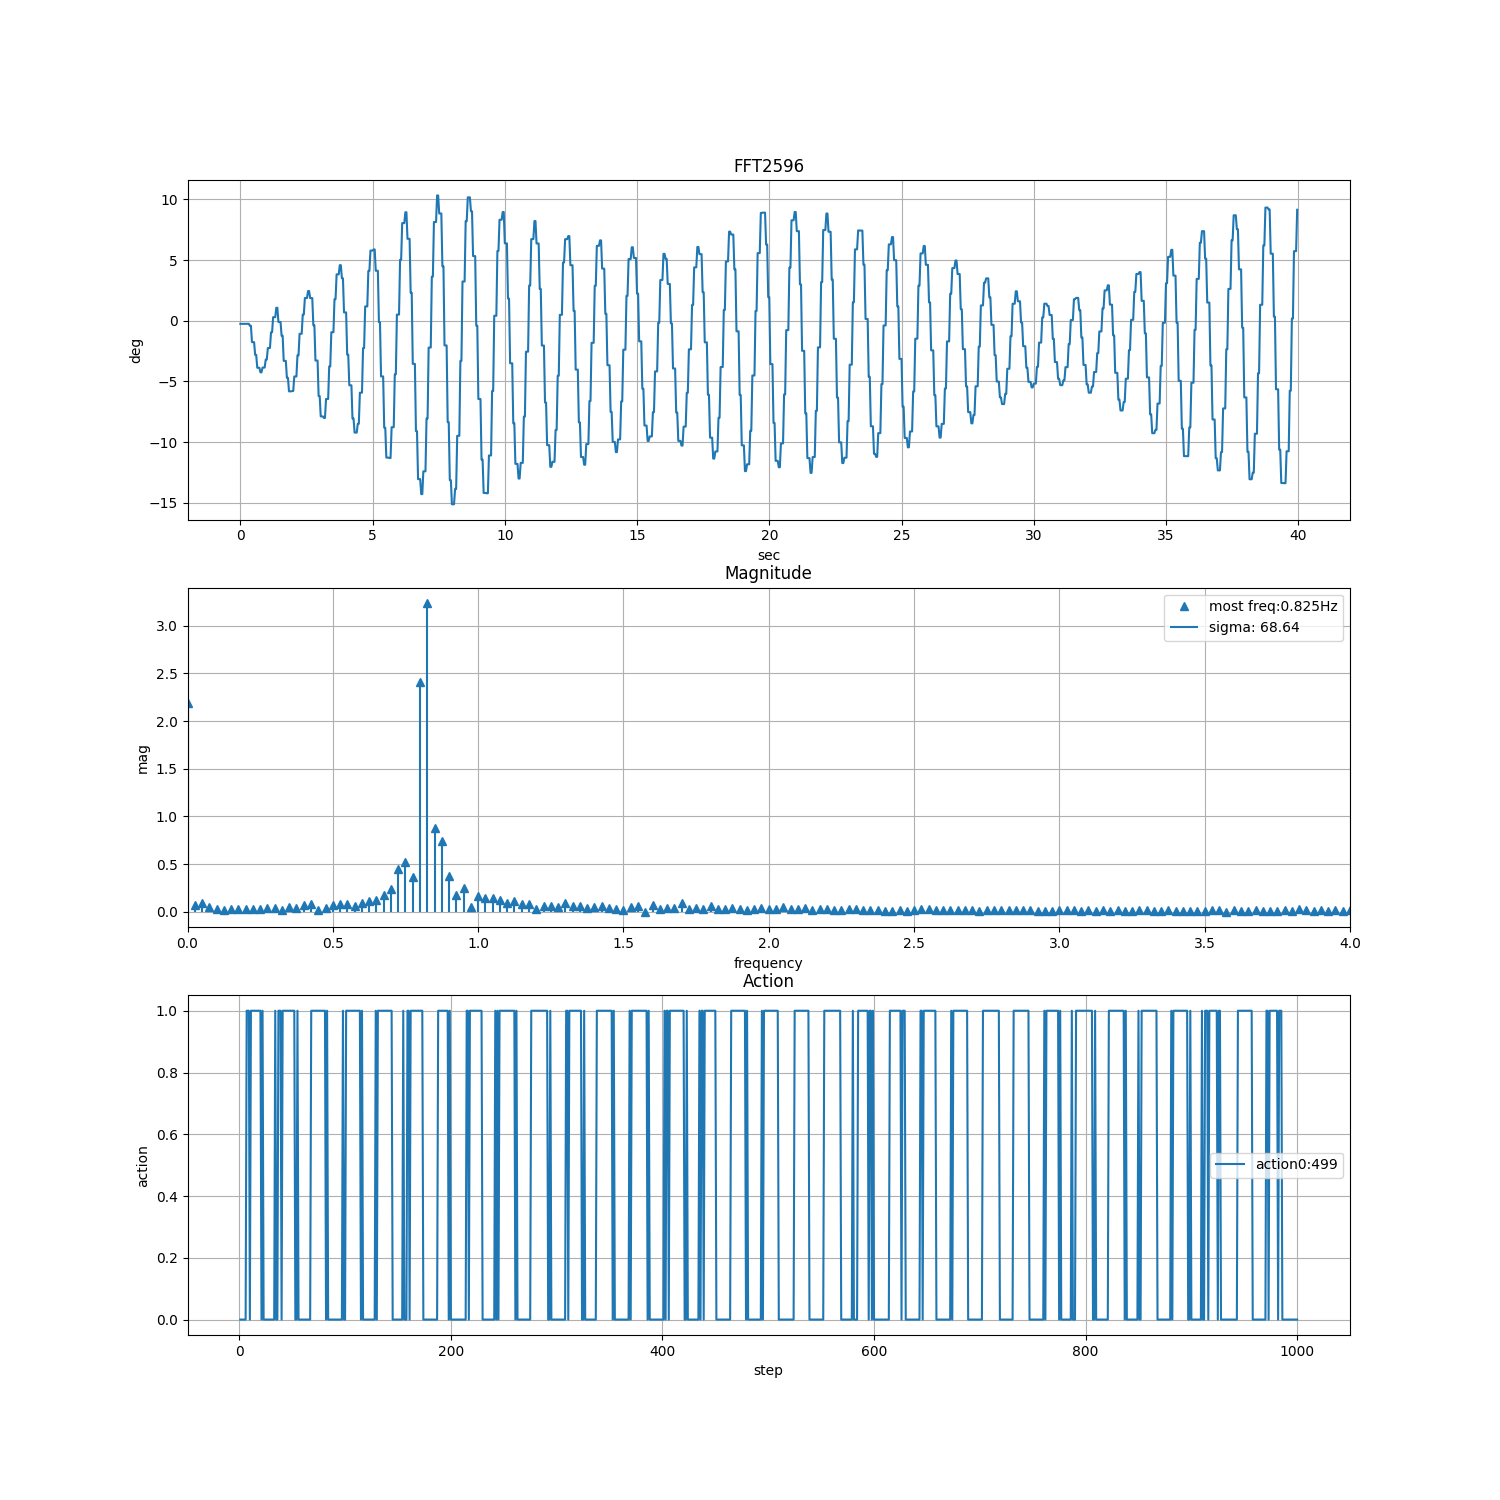 FFT2596
10
5
0
−5
−10
−15
deg
0 5 10 15 20 25 30 35 40
sec
Magnitude
most freq:0.825Hz
sigma: 68.64
3.0
2.5
2.0
1.5
1.0
0.5
0.0
mag
0.0 0.5 1.0 1.5 2.0 2.5 3.0 3.5 4.0
frequency
Action
1.0
0.8
0.6
0.4
0.2
0.0
action
action0:499
0 200 400 600 800 1000
step